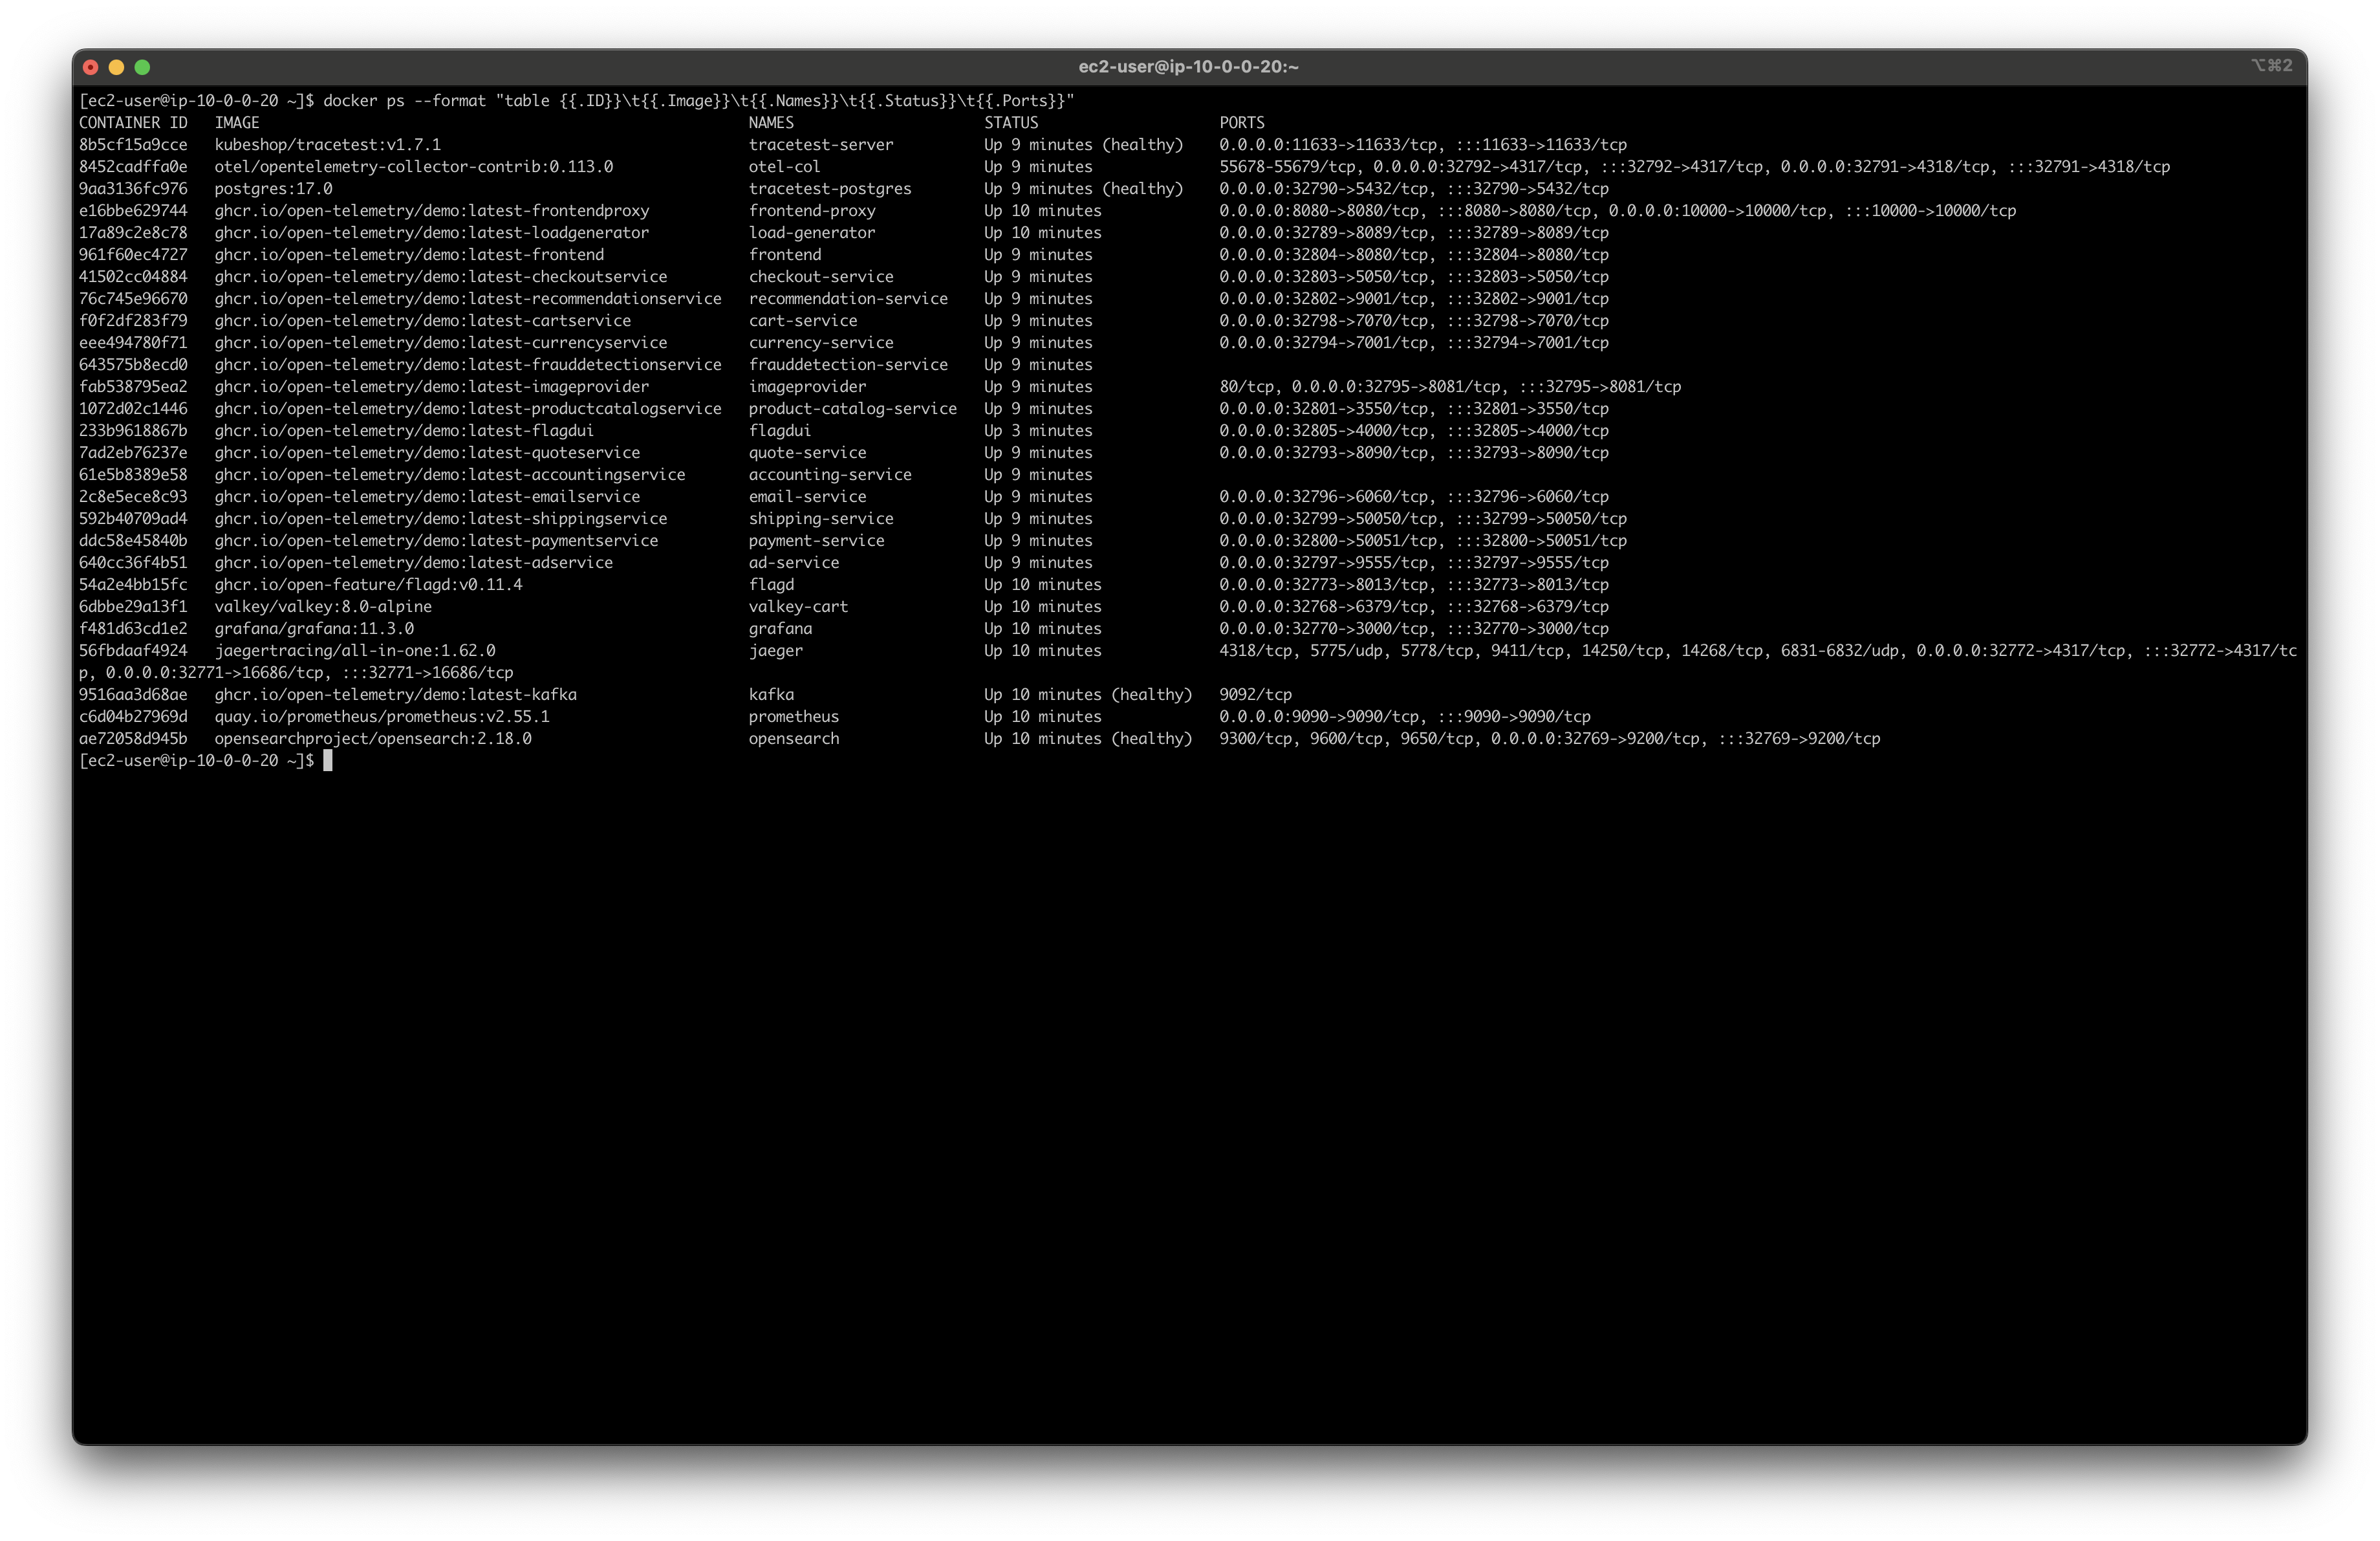 ec2-user@ip-10-0-0-20:~
⌥⌘2
[ec2-user@ip-10-0-0-20 ~]$ docker ps --format "table {{.ID}}\t{{.Image}}\t{{.Names}}\t{{.Status}}\t{{.Ports}}"
CONTAINER ID   IMAGE   NAMES   STATUS   PORTS
8b5cf15a9cce   kubeshop/tracetest:v1.7.1   tracetest-server   Up 9 minutes (healthy)   0.0.0.0:11633->11633/tcp, :::11633->11633/tcp
8452cadffa0e   otel/opentelemetry-collector-contrib:0.113.0   otel-col   Up 9 minutes   55678-55679/tcp, 0.0.0.0:32792->4317/tcp, :::32792->4317/tcp, 0.0.0.0:32791->4318/tcp, :::32791->4318/tcp
9aa3136fc976   postgres:17.0   tracetest-postgres   Up 9 minutes (healthy)   0.0.0.0:32790->5432/tcp, :::32790->5432/tcp
e16bbe629744   ghcr.io/open-telemetry/demo:latest-frontendproxy   frontend-proxy   Up 10 minutes   0.0.0.0:8080->8080/tcp, :::8080->8080/tcp, 0.0.0.0:10000->10000/tcp, :::10000->10000/tcp
17a89c2e8c78   ghcr.io/open-telemetry/demo:latest-loadgenerator   load-generator   Up 10 minutes   0.0.0.0:32789->8089/tcp, :::32789->8089/tcp
961f60ec4727   ghcr.io/open-telemetry/demo:latest-frontend   frontend   Up 9 minutes   0.0.0.0:32804->8080/tcp, :::32804->8080/tcp
41502cc04884   ghcr.io/open-telemetry/demo:latest-checkoutservice   checkout-service   Up 9 minutes   0.0.0.0:32803->5050/tcp, :::32803->5050/tcp
76c745e96670   ghcr.io/open-telemetry/demo:latest-recommendationservice   recommendation-service   Up 9 minutes   0.0.0.0:32802->9001/tcp, :::32802->9001/tcp
f0f2df283f79   ghcr.io/open-telemetry/demo:latest-cartservice   cart-service   Up 9 minutes   0.0.0.0:32798->7070/tcp, :::32798->7070/tcp
eee494780f71   ghcr.io/open-telemetry/demo:latest-currencyservice   currency-service   Up 9 minutes   0.0.0.0:32794->7001/tcp, :::32794->7001/tcp
643575b8ecd0   ghcr.io/open-telemetry/demo:latest-frauddetectionservice   frauddetection-service   Up 9 minutes
fab538795ea2   ghcr.io/open-telemetry/demo:latest-imageprovider   imageprovider   Up 9 minutes   80/tcp, 0.0.0.0:32795->8081/tcp, :::32795->8081/tcp
1072d02c1446   ghcr.io/open-telemetry/demo:latest-productcatalogservice   product-catalog-service   Up 9 minutes   0.0.0.0:32801->3550/tcp, :::32801->3550/tcp
233b9618867b   ghcr.io/open-telemetry/demo:latest-flagdui   flagdui   Up 3 minutes   0.0.0.0:32805->4000/tcp, :::32805->4000/tcp
7ad2eb76237e   ghcr.io/open-telemetry/demo:latest-quoteservice   quote-service   Up 9 minutes   0.0.0.0:32793->8090/tcp, :::32793->8090/tcp
61e5b8389e58   ghcr.io/open-telemetry/demo:latest-accountingservice   accounting-service   Up 9 minutes
2c8e5ece8c93   ghcr.io/open-telemetry/demo:latest-emailservice   email-service   Up 9 minutes   0.0.0.0:32796->6060/tcp, :::32796->6060/tcp
592b40709ad4   ghcr.io/open-telemetry/demo:latest-shippingservice   shipping-service   Up 9 minutes   0.0.0.0:32799->50050/tcp, :::32799->50050/tcp
ddc58e45840b   ghcr.io/open-telemetry/demo:latest-paymentservice   payment-service   Up 9 minutes   0.0.0.0:32800->50051/tcp, :::32800->50051/tcp
640cc36f4b51   ghcr.io/open-telemetry/demo:latest-adservice   ad-service   Up 9 minutes   0.0.0.0:32797->9555/tcp, :::32797->9555/tcp
54a2e4bb15fc   ghcr.io/open-feature/flagd:v0.11.4   flagd   Up 10 minutes   0.0.0.0:32773->8013/tcp, :::32773->8013/tcp
6dbbe29a13f1   valkey/valkey:8.0-alpine   valkey-cart   Up 10 minutes   0.0.0.0:32768->6379/tcp, :::32768->6379/tcp
f481d63cd1e2   grafana/grafana:11.3.0   grafana   Up 10 minutes   0.0.0.0:32770->3000/tcp, :::32770->3000/tcp
56fbdaaf4924   jaegertracing/all-in-one:1.62.0   jaeger   Up 10 minutes   4318/tcp, 5775/udp, 5778/tcp, 9411/tcp, 14250/tcp, 14268/tcp, 6831-6832/udp, 0.0.0.0:32772->4317/tcp, :::32772->4317/tc
p, 0.0.0.0:32771->16686/tcp, :::32771->16686/tcp
9516aa3d68ae   ghcr.io/open-telemetry/demo:latest-kafka   kafka   Up 10 minutes (healthy)   9092/tcp
c6d04b27969d   quay.io/prometheus/prometheus:v2.55.1   prometheus   Up 10 minutes   0.0.0.0:9090->9090/tcp, :::9090->9090/tcp
ae72058d945b   opensearchproject/opensearch:2.18.0   opensearch   Up 10 minutes (healthy)   9300/tcp, 9600/tcp, 9650/tcp, 0.0.0.0:32769->9200/tcp, :::32769->9200/tcp
[ec2-user@ip-10-0-0-20 ~]$